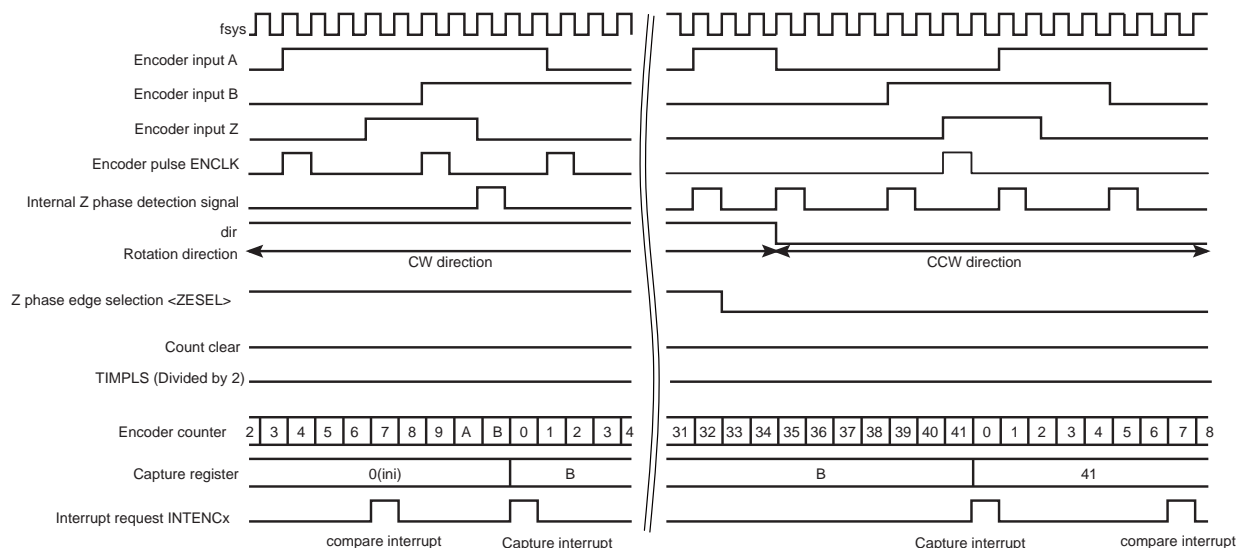 fsys
Encoder input A
Encoder input B
Encoder input Z
Encoder pulse ENCLK
Internal Z phase detection signal
dir
Rotation direction
CW direction
CCW direction
Z phase edge selection <ZESEL>
Count clear
TIMPLS (Divided by 2)
Encoder counter
2 3 4 5 6 7 8 9 A B 0 1 2 3 4
31 32 33 34 35 36 37 38 39 40 41 0 1 2 3 4 5 6 7 8
Capture register
0(ini) B
B 41
Interrupt request INTENCx
compare interrupt Capture interrupt
Capture interrupt compare interrupt